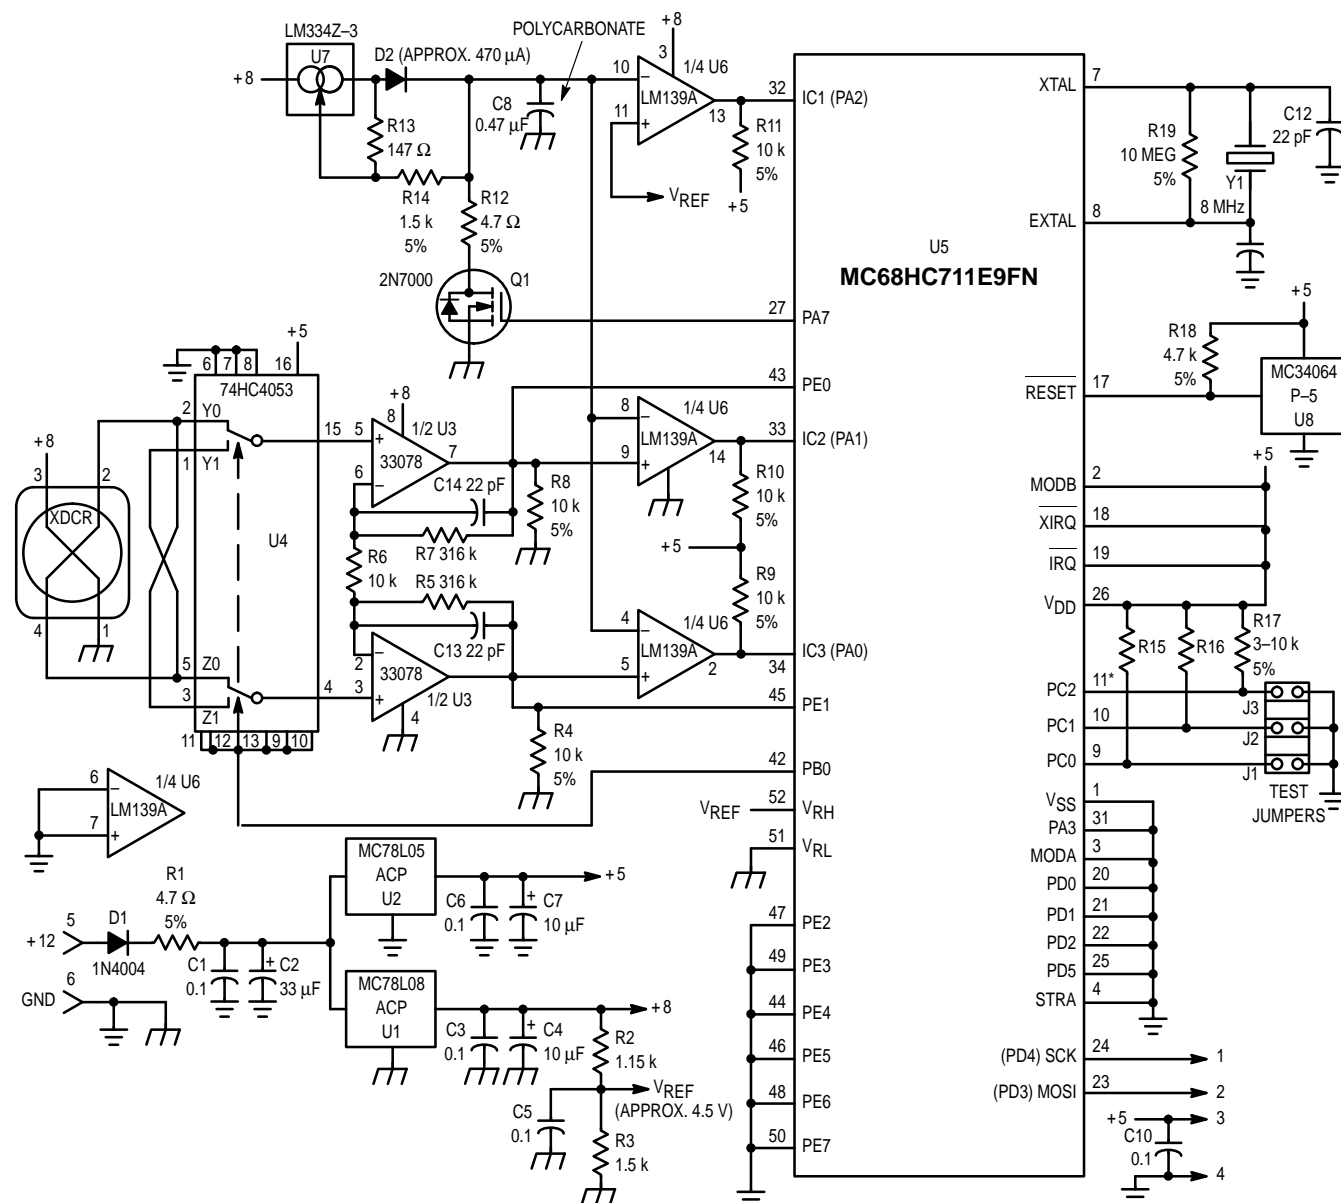 LM334Z–3
U7
+8
D2 (APPROX. 470 µA)
POLYCARBONATE
+8
3
10
1/4 U6
–
LM139A
11
+
13
C8
0.47 µF
R13
147 Ω
R14
1.5 k
5%
R12
4.7 Ω
5%
VREF
R11
10 k
5%
+5
2N7000
Q1
32
IC1 (PA2)
27
PA7
43
PE0
33
IC2 (PA1)
IC3 (PA0)
34
45
PE1
42
PB0
52
VREF
VRH
51
VRL
47
PE2
49
PE3
44
PE4
46
PE5
48
PE6
50
PE7
U5
MC68HC711E9FN
XTAL
7
R19
10 MEG
5%
Y1
8 MHz
C12
22 pF
EXTAL
8
+5
R18
4.7 k
5%
MC34064
P–5
U8
RESET
17
+5
MODB
2
XIRQ
18
IRQ
19
VDD
26
R15
R16
R17
3–10 k
5%
PC2
11*
J3
PC1
10
J2
PC0
9
J1
TEST
JUMPERS
VSS
1
PA3
31
MODA
3
PD0
20
PD1
21
PD2
22
PD5
25
STRA
4
(PD4) SCK
24
1
(PD3) MOSI
23
2
+5
3
C10
0.1
4
+5
6
7
8
16
74HC4053
2
Y0
1
Y1
15
U4
5
Z0
3
Z1
4
11
12
13
9
10
+8
3
2
XDCR
4
1
+8
8
5
+
1/2 U3
33078
7
6
–
C14 22 pF
R7 316 k
R6
10 k
R5 316 k
C13 22 pF
2
–
33078
3
+
1/2 U3
4
R8
10 k
5%
R4
10 k
5%
8
–
1/4 U6
LM139A
9
+
14
R10
10 k
5%
+5
R9
10 k
5%
4
–
1/4 U6
LM139A
5
+
2
6
–
1/4 U6
LM139A
7
+
R1
4.7 Ω
5%
D1
5
+12
1N4004
6
GND
C1
0.1
+
C2
33 µF
MC78L05
ACP
U2
C6
0.1
+
C7
10 µF
+5
MC78L08
ACP
U1
C3
0.1
+
C4
10 µF
+8
R2
1.15 k
VREF
(APPROX. 4.5 V)
C5
0.1
R3
1.5 k